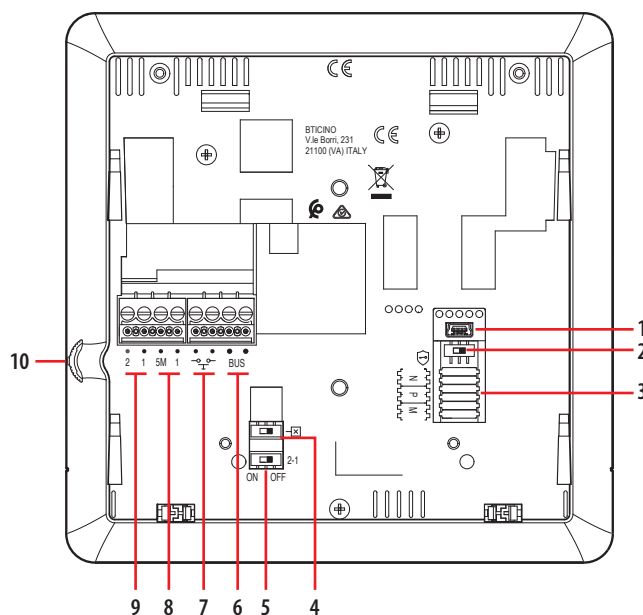 BTICINO
V.le Borri, 231
21100 (VA) ITALY
CE
CE
1
2
3
10
2 1 5M 1 BUS
N
P
M
2-1
ON OFF
9 8 7 6 5 4